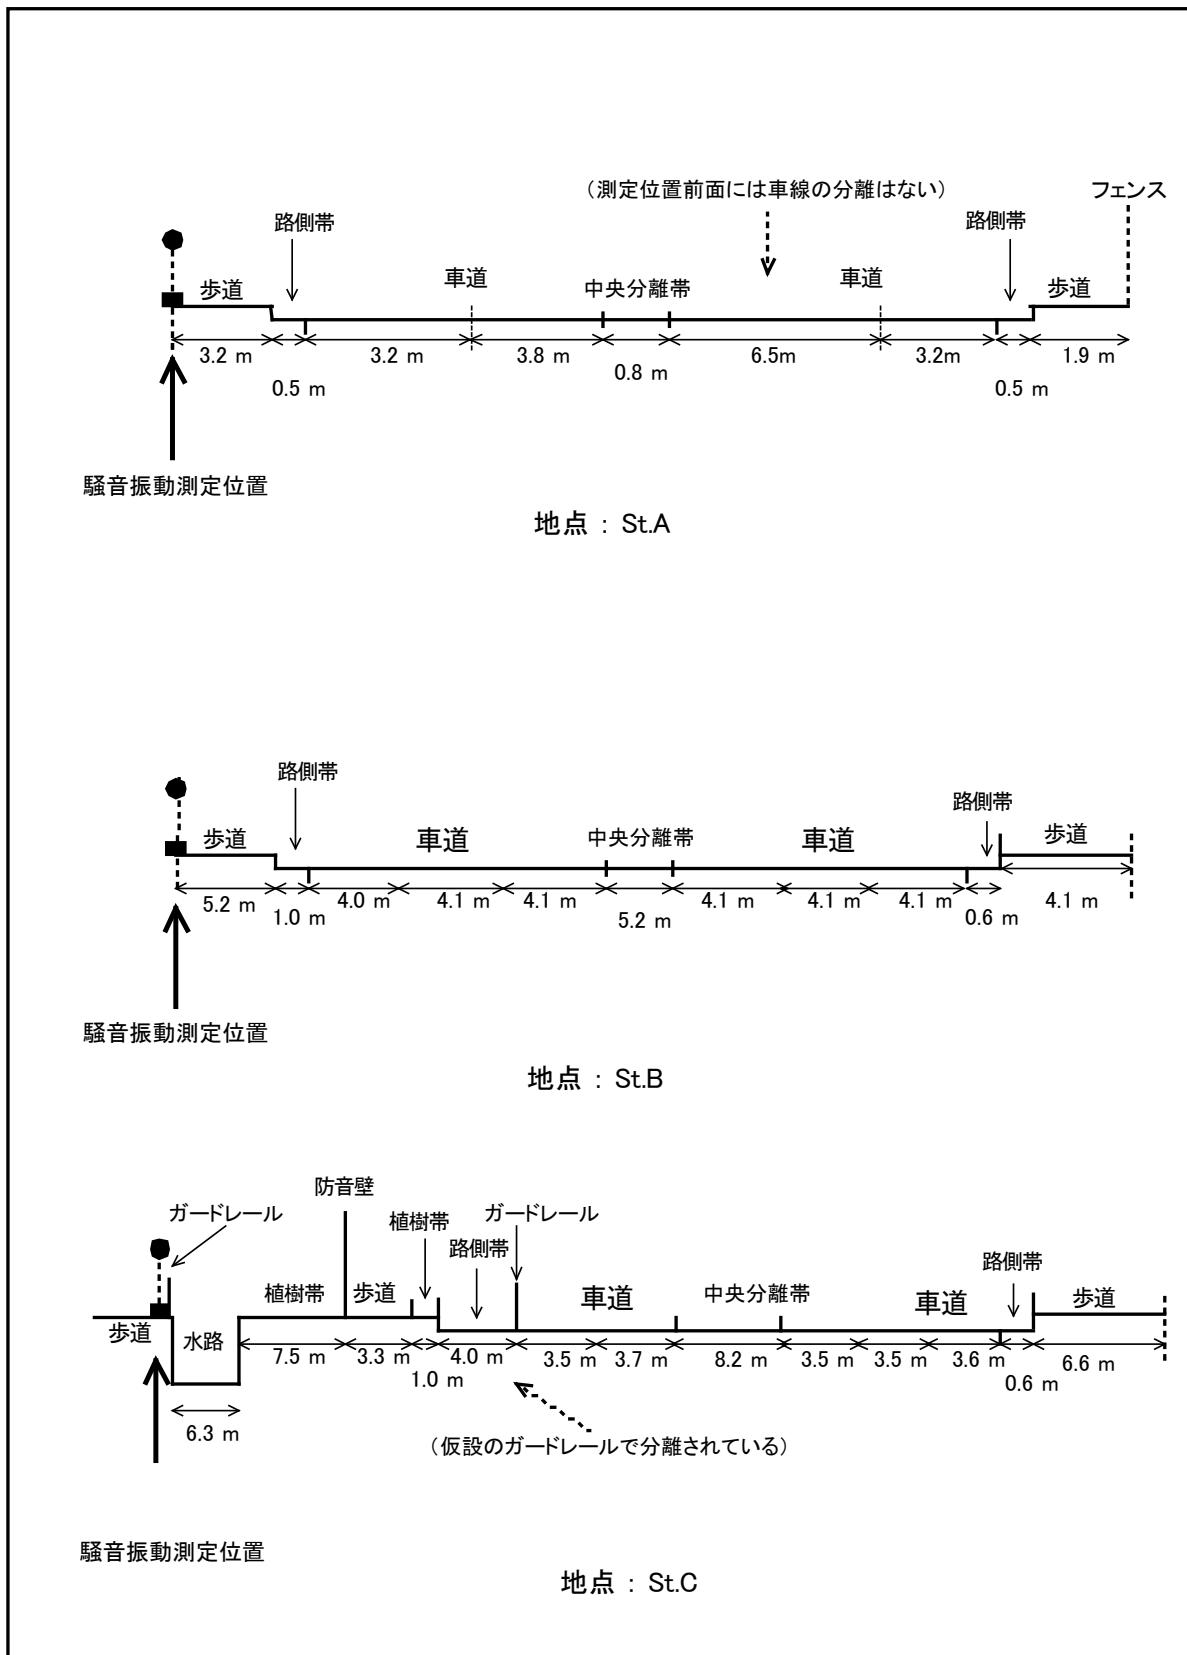 （測定位置前面には車線の分離はない）
フェンス
路側帯
路側帯
歩道
車道
中央分離帯
車道
歩道
3.2 m
3.2 m
3.8 m
6.5m
3.2m
1.9 m
0.5 m
0.8 m
0.5 m
騒音振動測定位置
地点 ： St.A
路側帯
路側帯
歩道
車道
中央分離帯
車道
歩道
5.2 m
1.0 m
4.0 m
4.1 m
4.1 m
5.2 m
4.1 m
4.1 m
4.1 m
0.6 m
4.1 m
騒音振動測定位置
地点 ： St.B
防音壁
ガードレール
植樹帯
ガードレール
路側帯
路側帯
植樹帯
歩道
車道
中央分離帯
車道
歩道
歩道
水路
7.5 m
3.3 m
1.0 m
4.0 m
3.5 m
3.7 m
8.2 m
3.5 m
3.5 m
3.6 m
0.6 m
6.6 m
6.3 m
（仮設のガードレールで分離されている）
騒音振動測定位置
地点 ： St.C